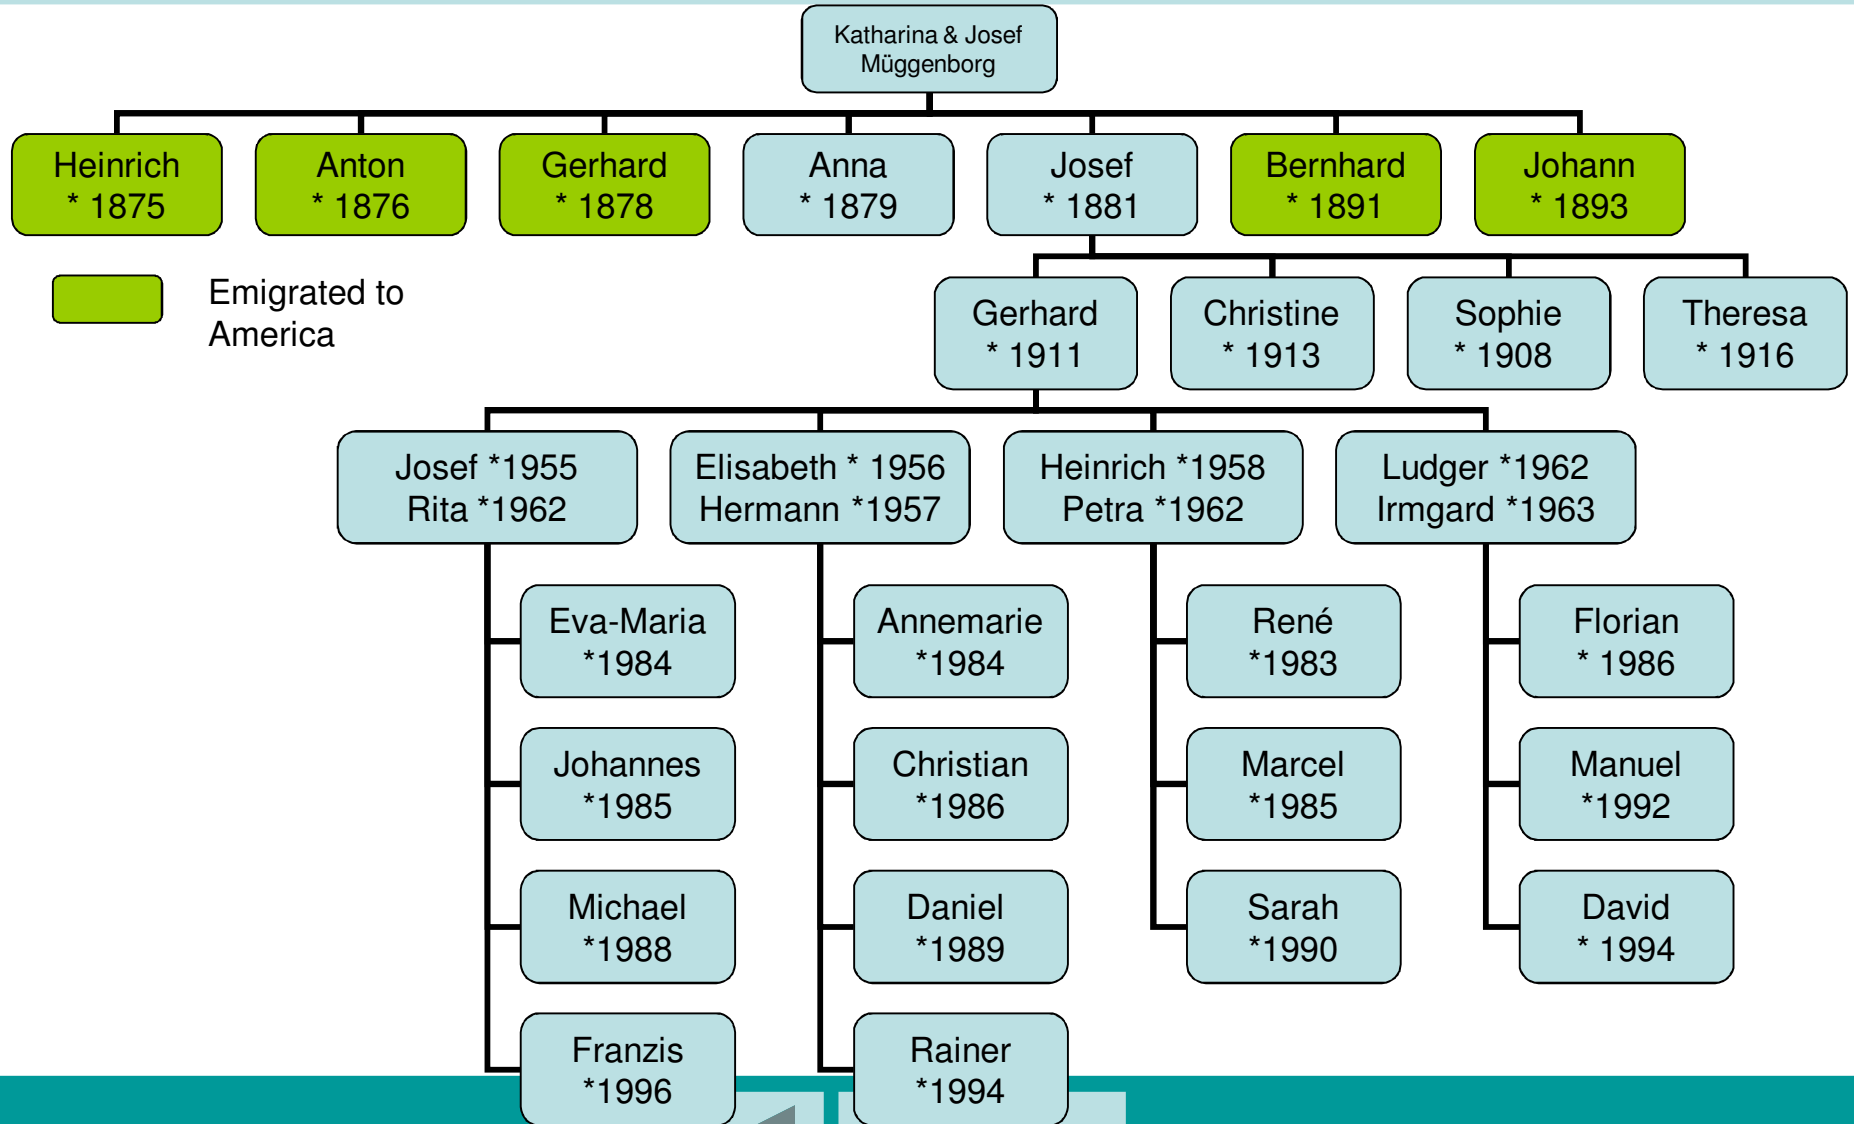 Katharina & Josef
Müggenborg
Heinrich
* 1875
Anton
* 1876
Gerhard
* 1878
Anna
* 1879
Josef
* 1881
Bernhard
* 1891
Johann
* 1893
Emigrated to
America
Gerhard
* 1911
Christine
* 1913
Sophie
* 1908
Theresa
* 1916
Josef *1955
Rita *1962
Elisabeth * 1956
Hermann *1957
Heinrich *1958
Petra *1962
Ludger *1962
Irmgard *1963
Eva-Maria
*1984
Annemarie
*1984
René
*1983
Florian
* 1986
Johannes
*1985
Christian
*1986
Marcel
*1985
Manuel
*1992
Michael
*1988
Daniel
*1989
Sarah
*1990
David
* 1994
Franzis
*1996
Rainer
*1994